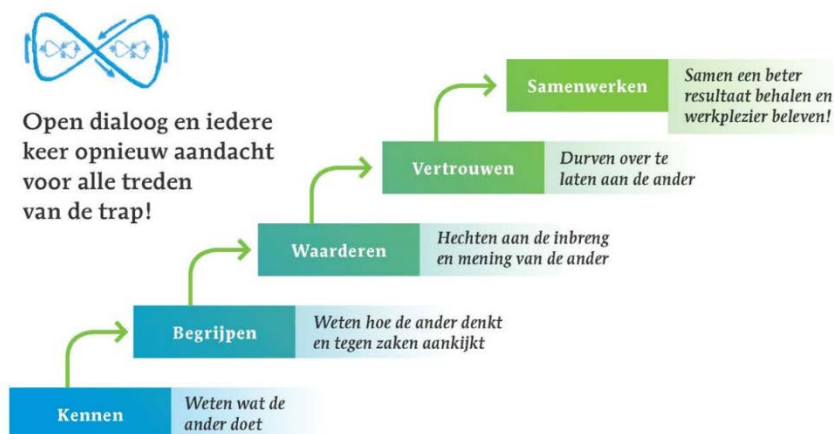 Open dialoog en iedere
keer opnieuw aandacht
voor alle treden
van de trap!
Samenwerken
Samen een beter
resultaat behalen en
werkplezier beleven!
Vertrouwen
Durven over te
laten aan de ander
Waarderen
Hechten aan de inbreng
en mening van de ander
Begrijpen
Weten hoe de ander denkt
en tegen zaken aankijkt
Kennen
Weten wat de
ander doet